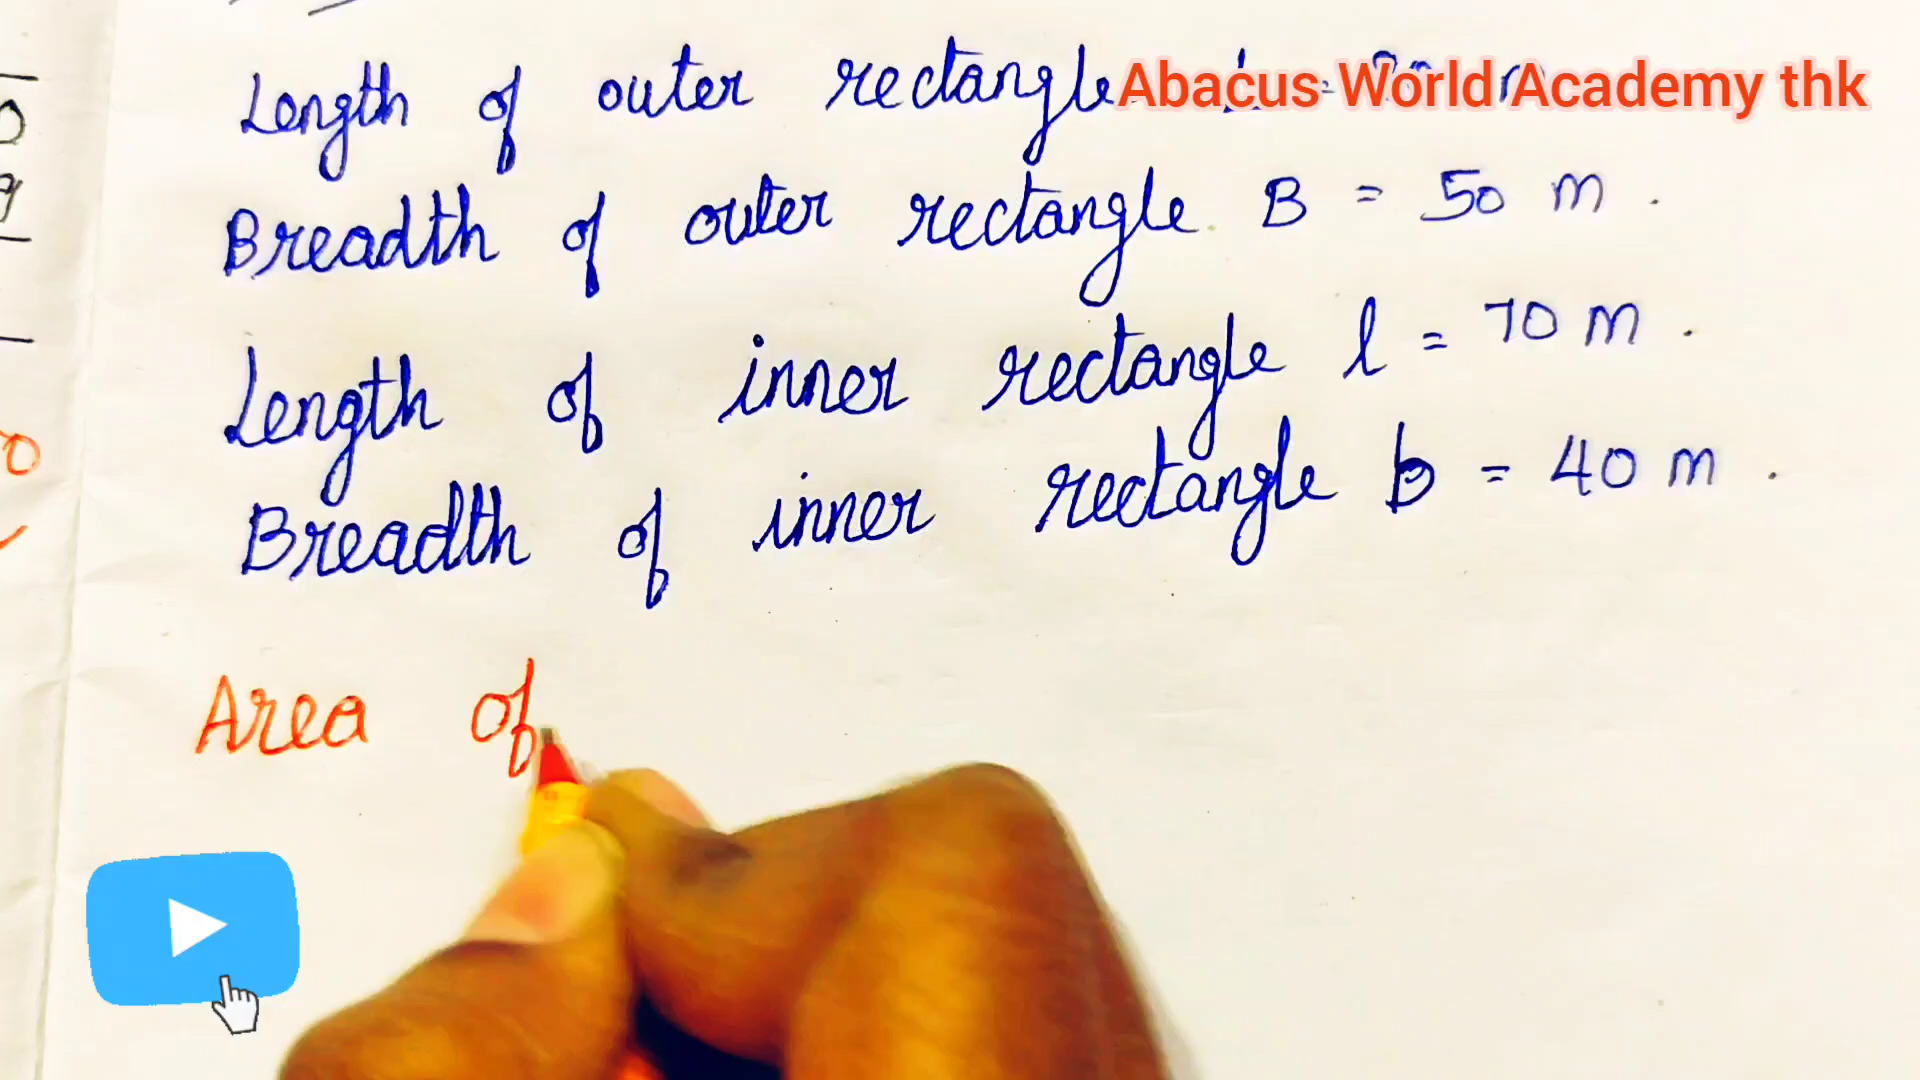 Length of outer rectangle
Abacus World Academy thk
Breadth of outer rectangle B = 50 m.
Length of inner rectangle l = 70 m.
Breadth of inner rectangle b = 40 m.
Area of